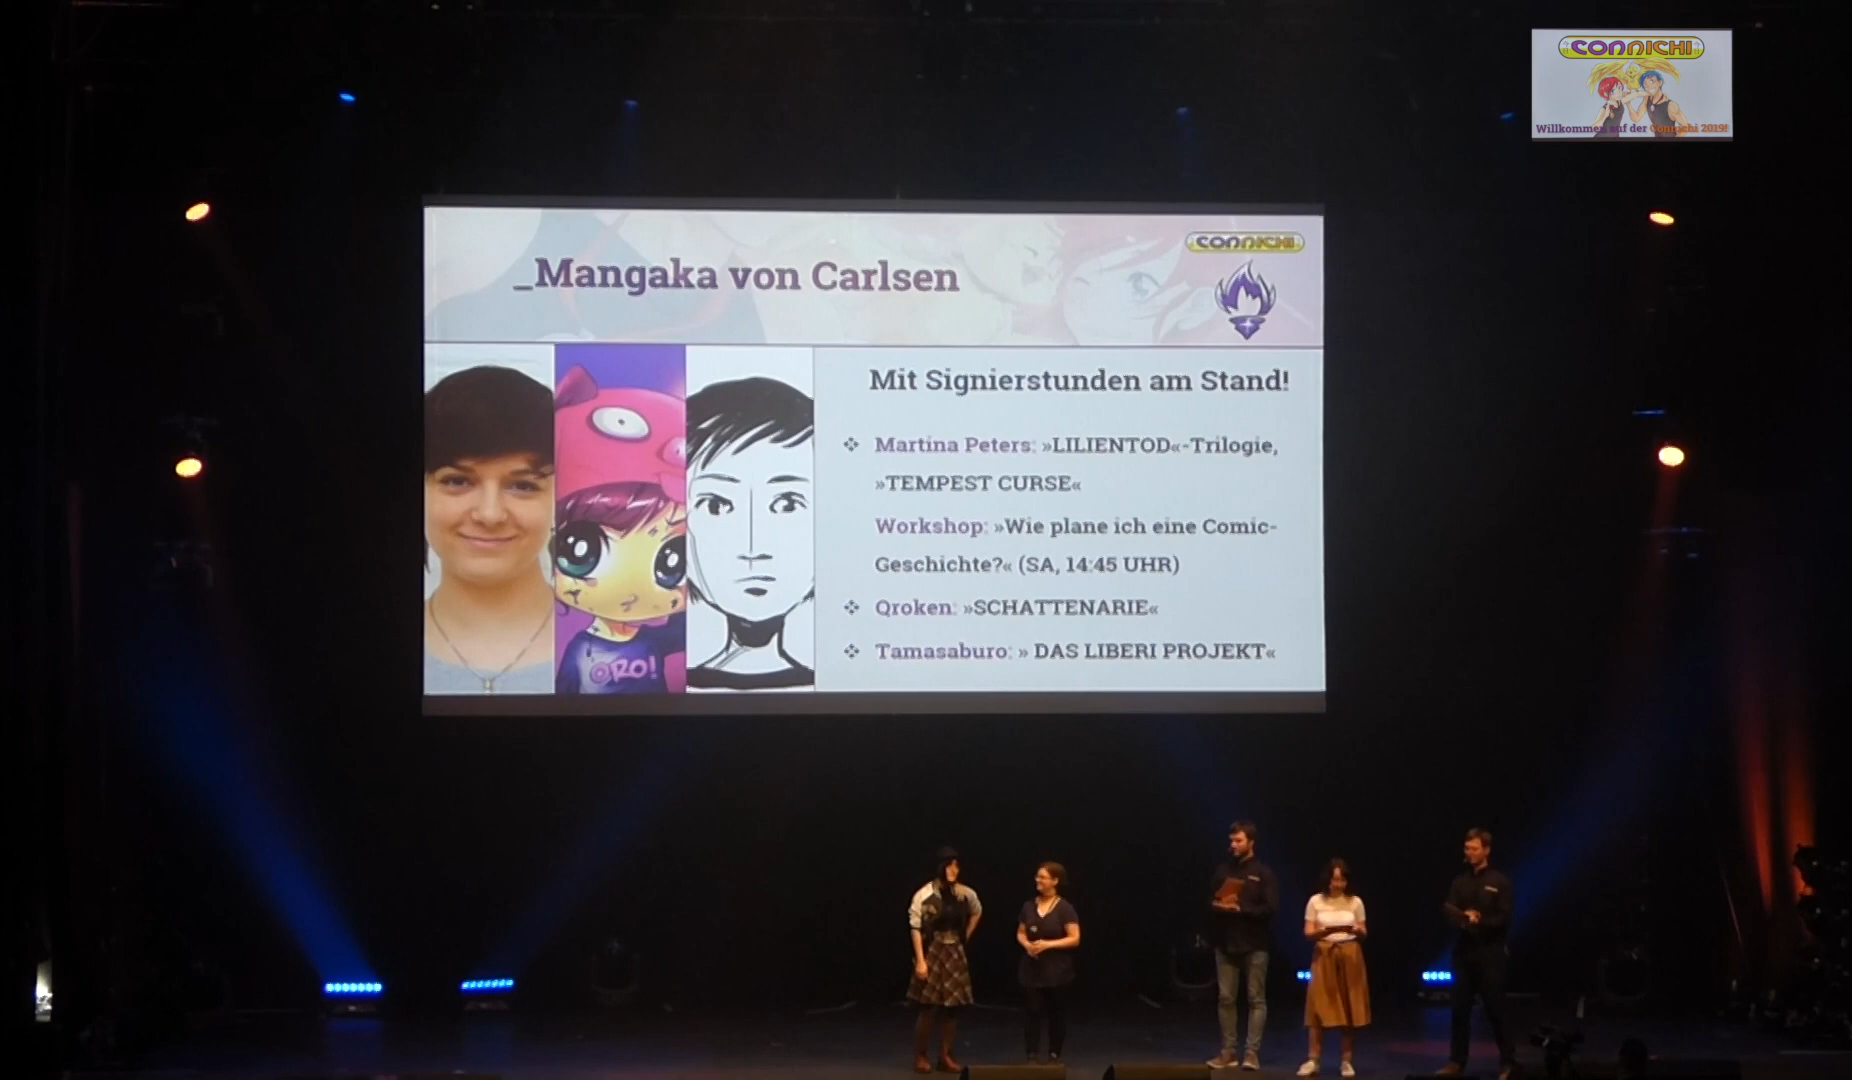 CONNICHI
Willkommen auf der Connichi 2019!
_Mangaka von Carlsen
CONNICHI
Mit Signierstunden am Stand!
Martina Peters: »LILIENTOD«-Trilogie,
»TEMPEST CURSE«
Workshop: »Wie plane ich eine Comic-
Geschichte?« (SA, 14:45 UHR)
Qroken: »SCHATTENARIE«
Tamasaburo: » DAS LIBERI PROJEKT«
ORO!